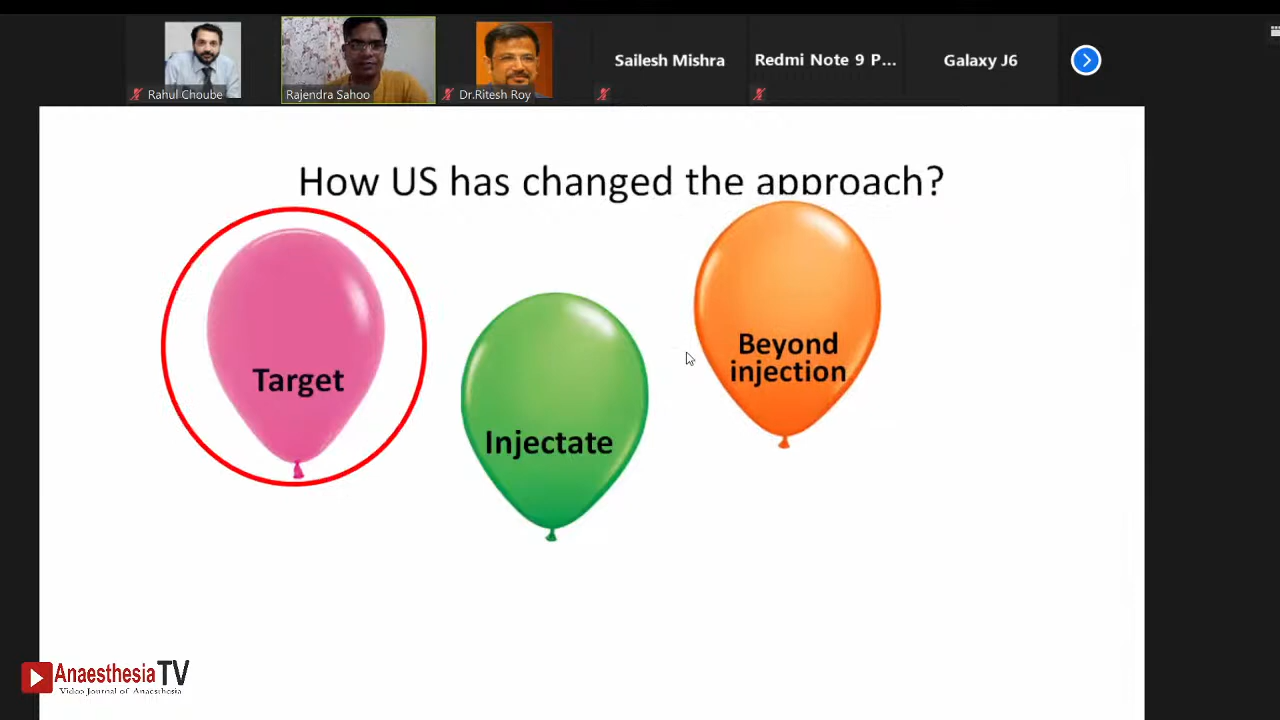 Rahul Choube
Rajendra Sahoo
Dr.Ritesh Roy
Sailesh Mishra
Redmi Note 9 P...
Galaxy J6
How US has changed the approach?
Target
Injectate
Beyond
injection
AnaesthesiaTV
Video Journal of Anaesthesia